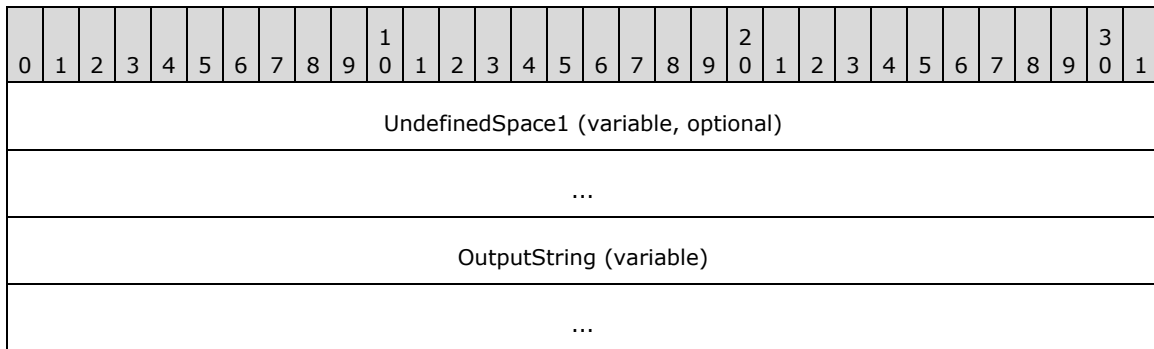 1 2 3
0 1 2 3 4 5 6 7 8 9 0 1 2 3 4 5 6 7 8 9 0 1 2 3 4 5 6 7 8 9 0 1
UndefinedSpace1 (variable, optional)
...
OutputString (variable)
...